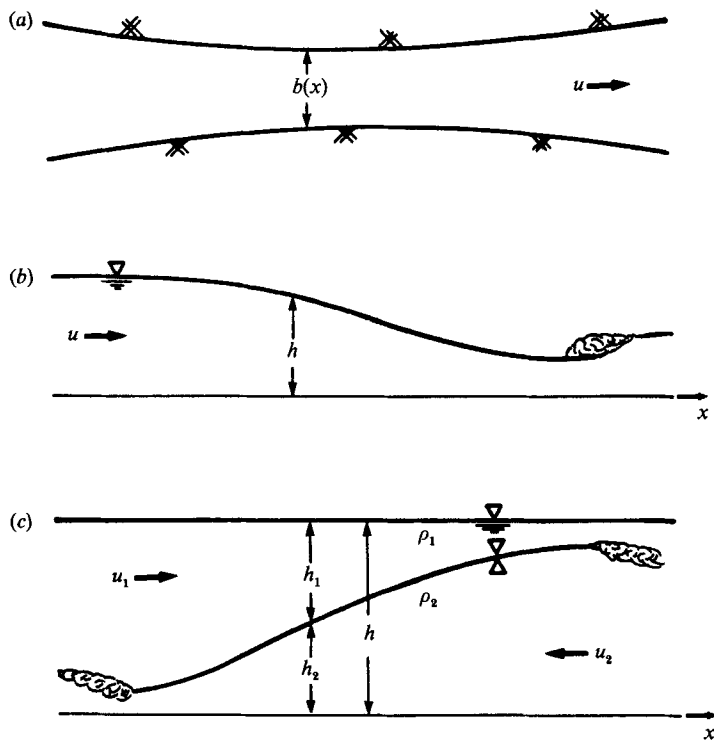 (a)
b(x)
u
(b)
u
h
x
(c)
ρ₁
u₁
h₁
ρ₂
h
h₂
u₂
x